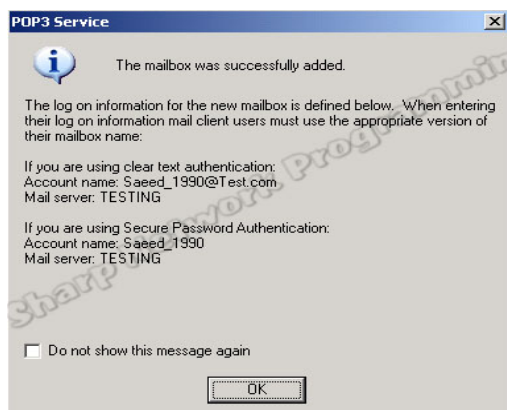 POP3 Service
The mailbox was successfully added.
The log on information for the new mailbox is defined below. When entering
their log on information mail client users must use the appropriate version of
their mailbox name:
If you are using clear text authentication:
Account name: Saeed_1990@Test.com
Mail server: TESTING
If you are using Secure Password Authentication:
Account name: Saeed_1990
Mail server: TESTING
Sharp Network Programmin
Do not show this message again
OK